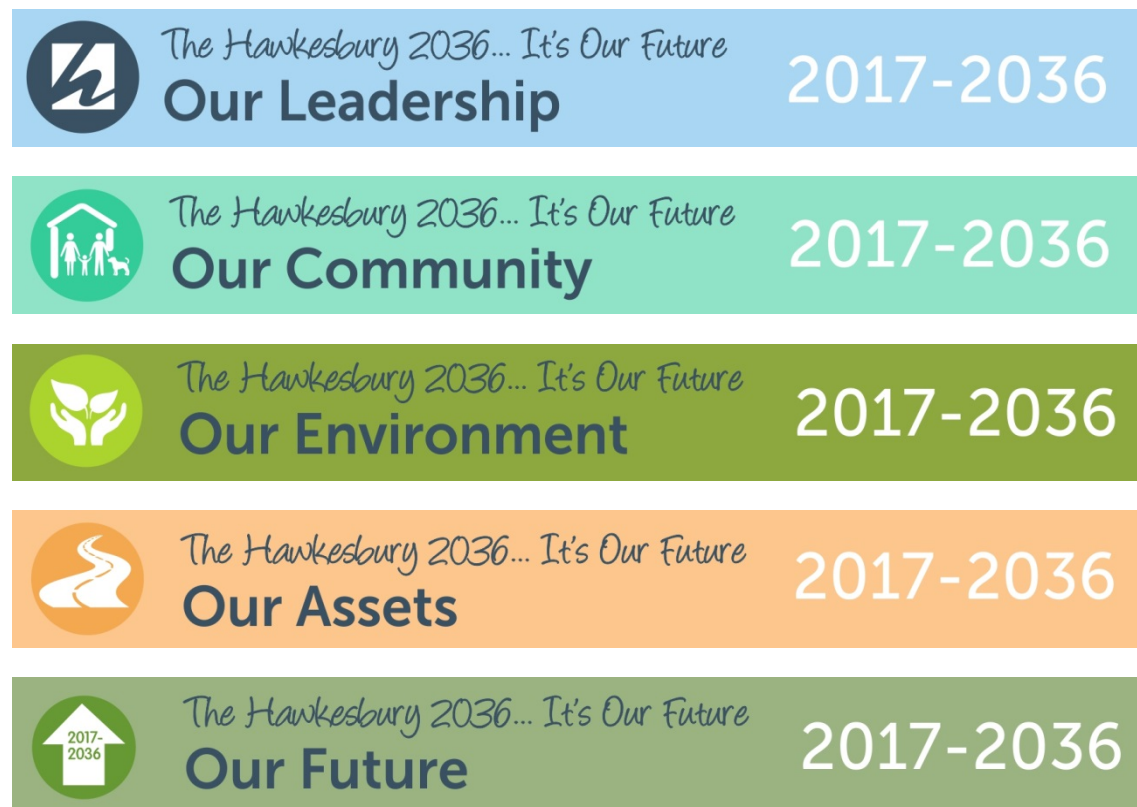 The Hawkesbury 2036... It's Our Future
Our Leadership
2017-2036
The Hawkesbury 2036... It's Our Future
Our Community
2017-2036
The Hawkesbury 2036... It's Our Future
Our Environment
2017-2036
The Hawkesbury 2036... It's Our Future
Our Assets
2017-2036
2017-
2036
The Hawkesbury 2036... It's Our Future
Our Future
2017-2036